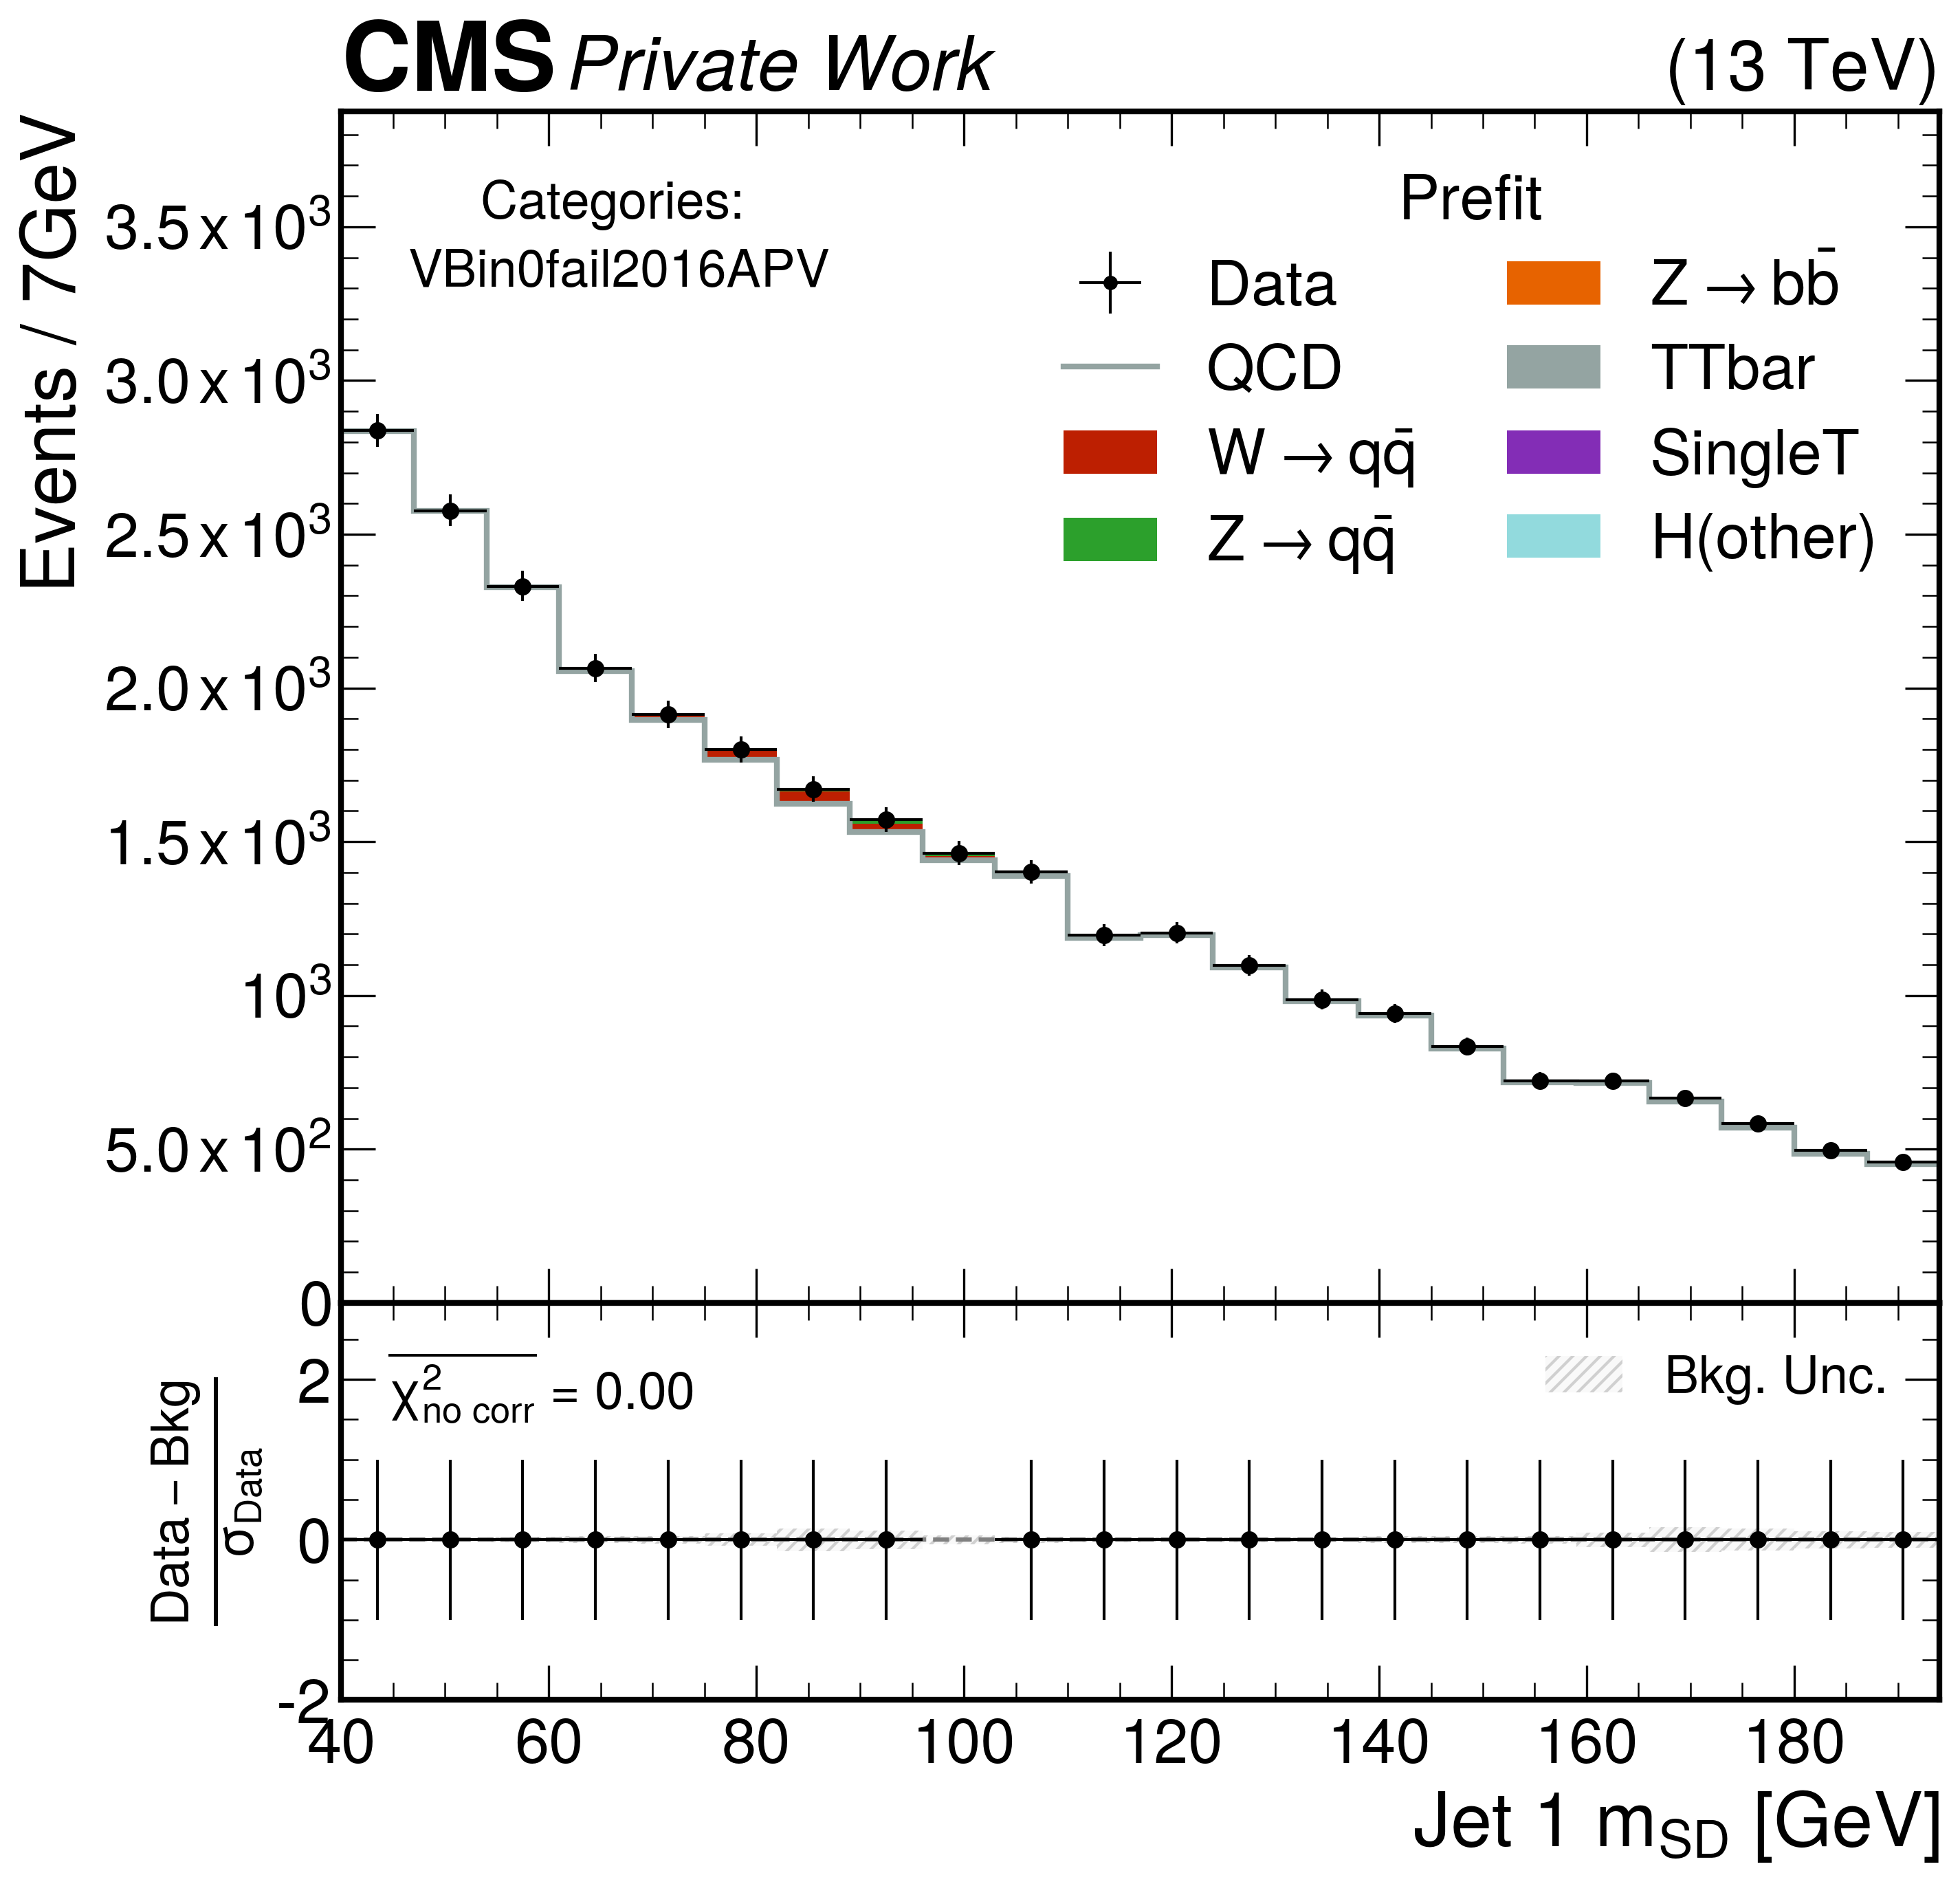 CMS Private Work (13 TeV)
Events / 7GeV
3.5 x 10³
3.0 x 10³
2.5 x 10³
2.0 x 10³
1.5 x 10³
10³
5.0 x 10²
0
Categories:
VBin0fail2016APV
Prefit
Data
QCD
W → qq̄
Z → qq̄
Z → bb̄
TTbar
SingleT
H(other)
Data – Bkg
σ_Data
2
0
-2
χ²_no corr = 0.00
Bkg. Unc.
40 60 80 100 120 140 160 180
Jet 1 m_SD [GeV]